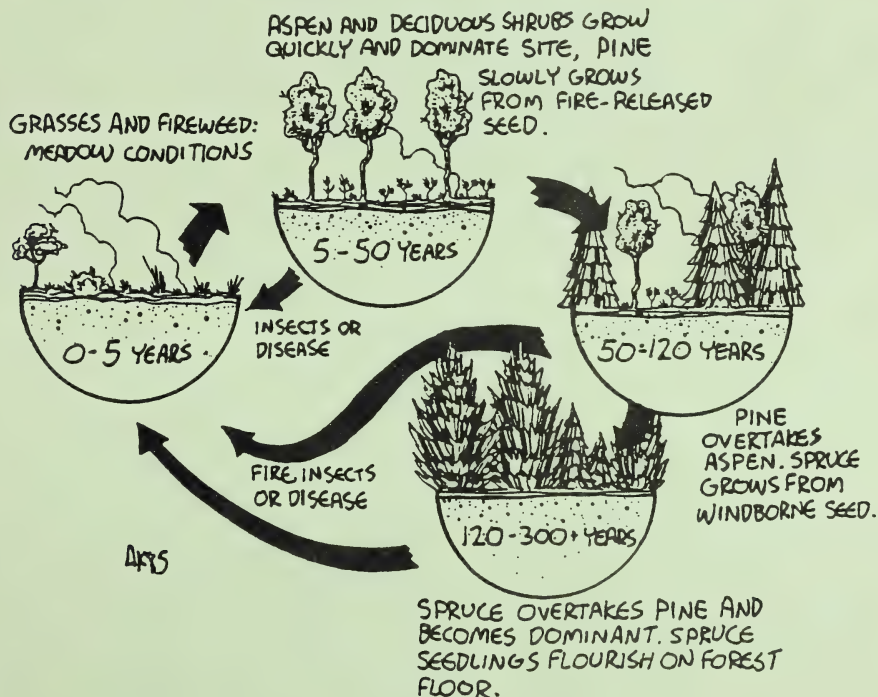 ASPEN AND DECIDUOUS SHRUBS GROW
QUICKLY AND DOMINATE SITE, PINE
SLOWLY GROWS
FROM FIRE-RELEASED
SEED.
GRASSES AND FIREWEED:
MEADOW CONDITIONS
5-50 YEARS
0-5 YEARS
INSECTS OR
DISEASE
50-120 YEARS
PINE
OVERTAKES
ASPEN. SPRUCE
GROWS FROM
WINDBORNE SEED.
FIRE, INSECTS
OR DISEASE
120-300+ YEARS
SPRUCE OVERTAKES PINE AND
BECOMES DOMINANT. SPRUCE
SEEDLINGS FLOURISH ON FOREST
FLOOR.